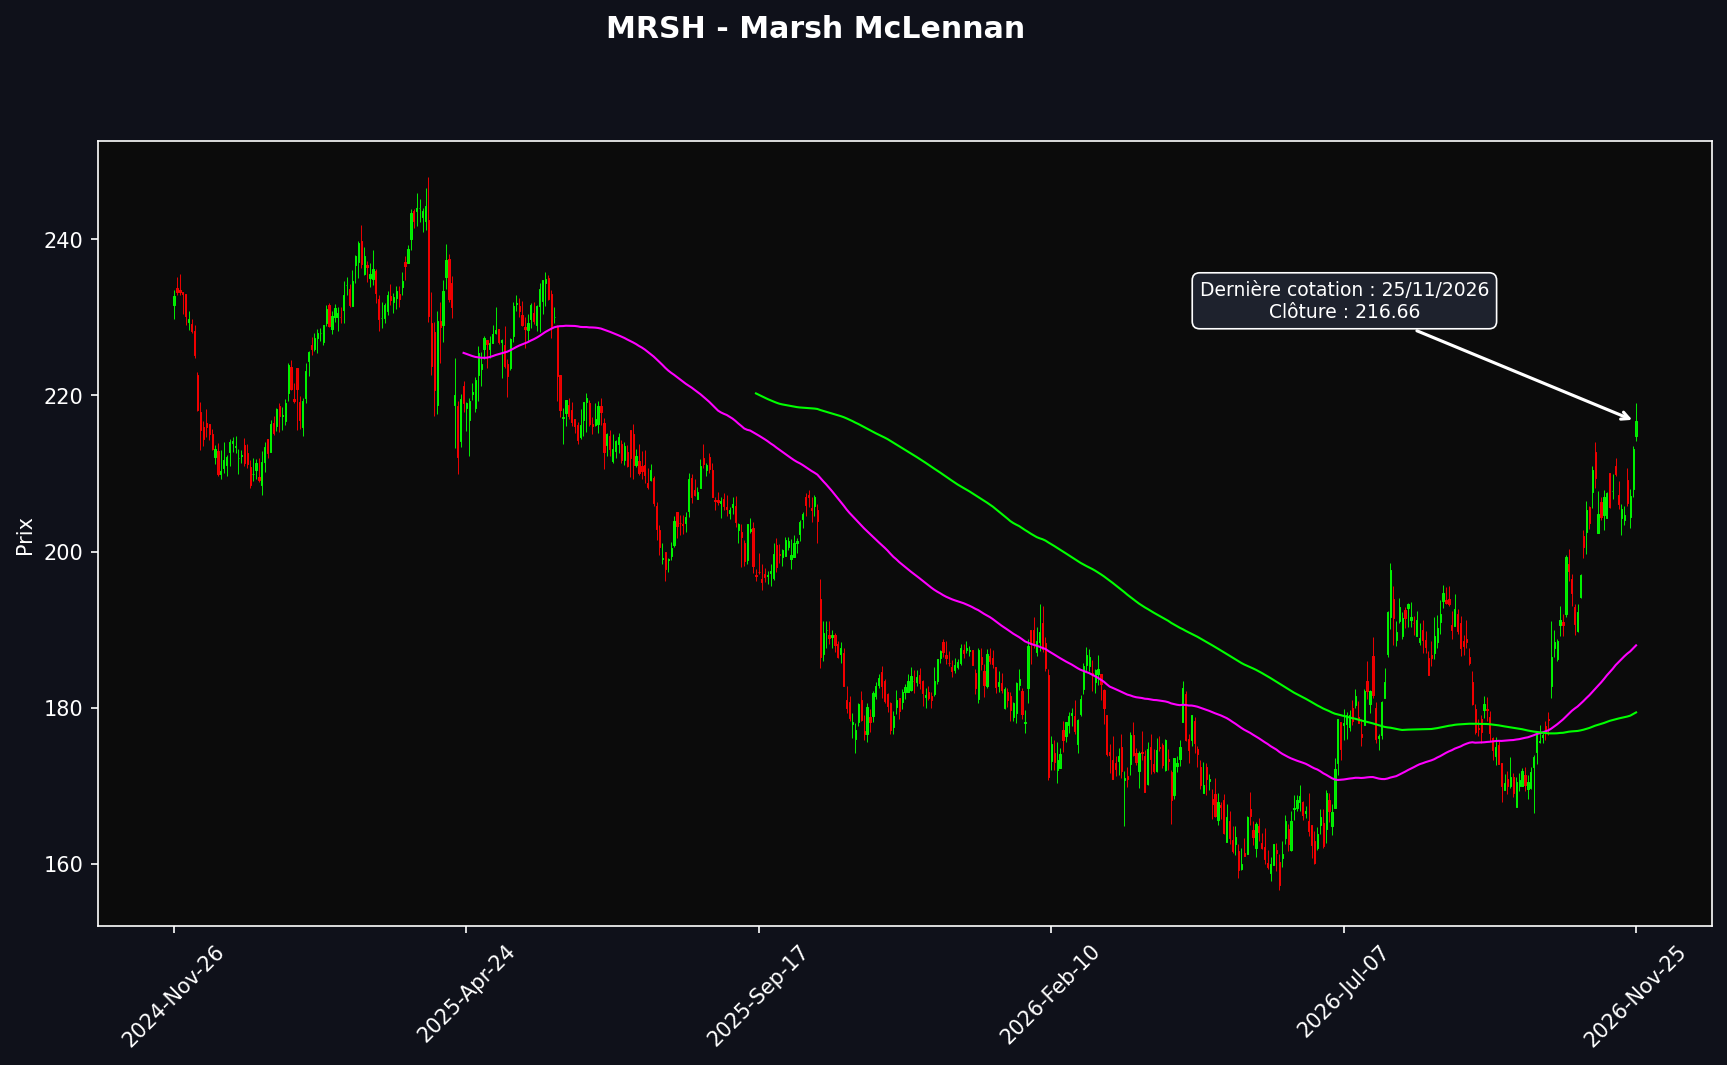 MRSH - Marsh McLennan
Dernière cotation : 25/11/2026
Clôture : 216.66
Prix
240
220
200
180
160
2024-Nov-26
2025-Apr-24
2025-Sep-17
2026-Feb-10
2026-Jul-07
2026-Nov-25